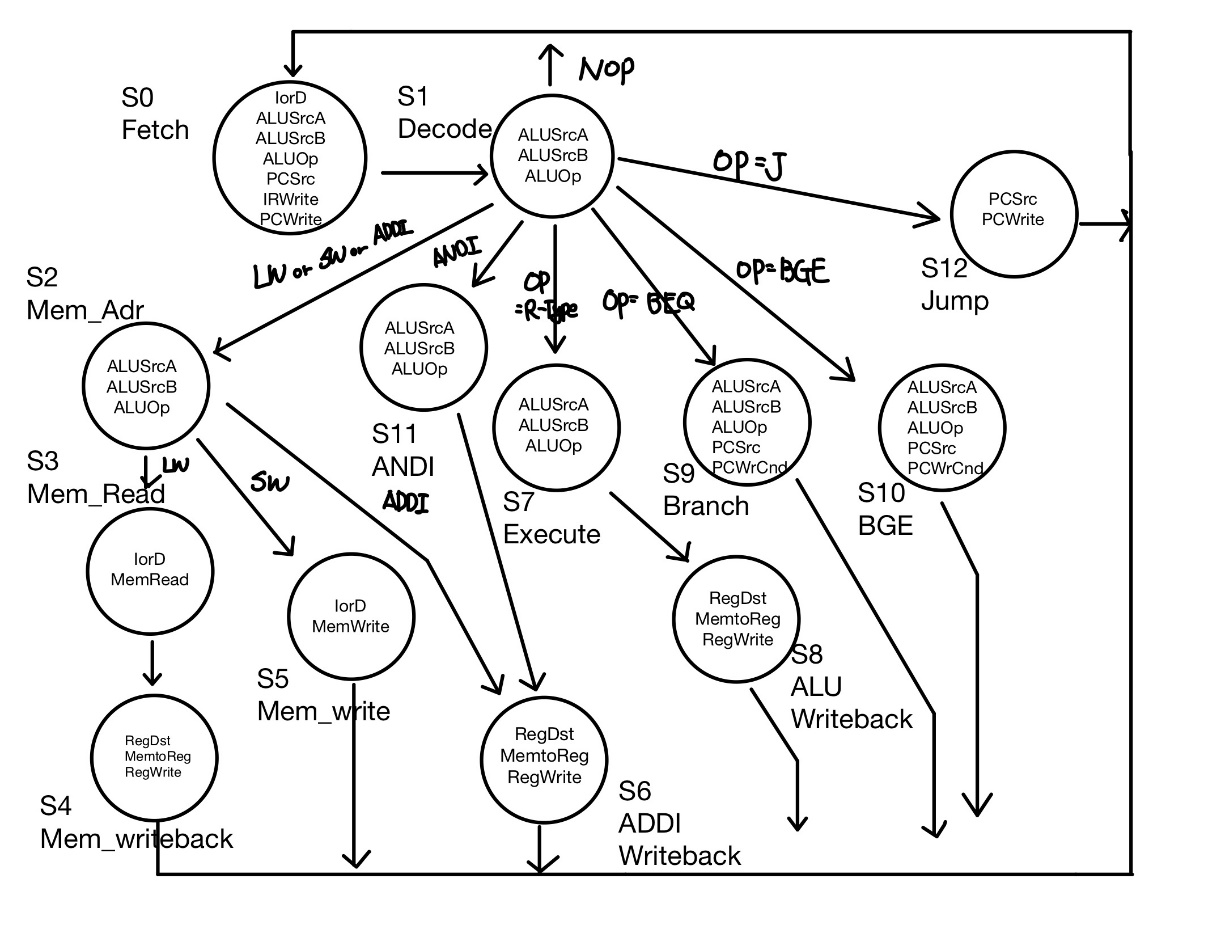 Nop
S0
Fetch
IorD
ALUSrcA
ALUSrcB
ALUOp
PCSrc
IRWrite
PCWrite
S1
Decode
ALUSrcA
ALUSrcB
ALUOp
OP=J
PCSrc
PCWrite
S12
Jump
LW or SW or ADDI
ANDI
OP
=R-Type
OP=BEQ
OP=BGE
S2
Mem_Adr
ALUSrcA
ALUSrcB
ALUOp
ALUSrcA
ALUSrcB
ALUOp
S11
ANDI
ADDI
ALUSrcA
ALUSrcB
ALUOp
S7
Execute
ALUSrcA
ALUSrcB
ALUOp
PCSrc
PCWrCnd
S9
Branch
ALUSrcA
ALUSrcB
ALUOp
PCSrc
PCWrCnd
S10
BGE
LW
SW
S3
Mem_Read
IorD
MemRead
IorD
MemWrite
S5
Mem_write
RegDst
MemtoReg
RegWrite
S8
ALU
Writeback
RegDst
MemtoReg
RegWrite
S4
Mem_writeback
RegDst
MemtoReg
RegWrite
S6
ADDI
Writeback